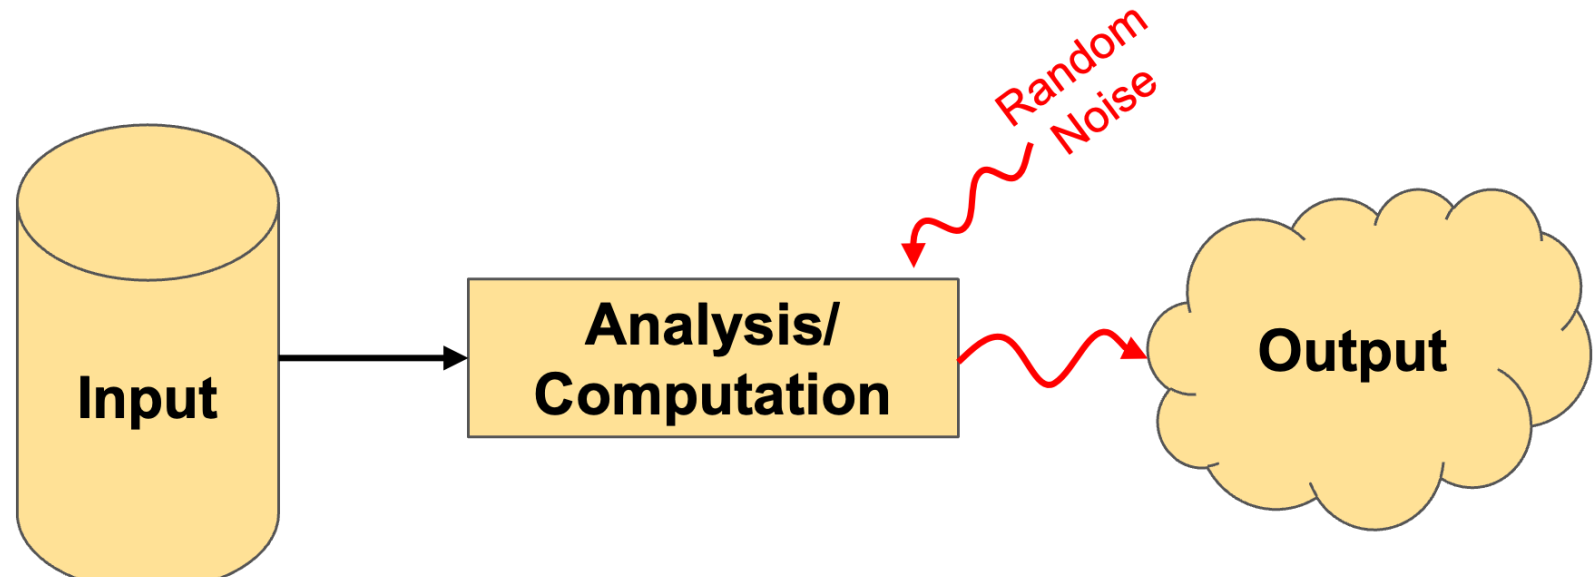 Random
Noise
Input
Analysis/
Computation
Output